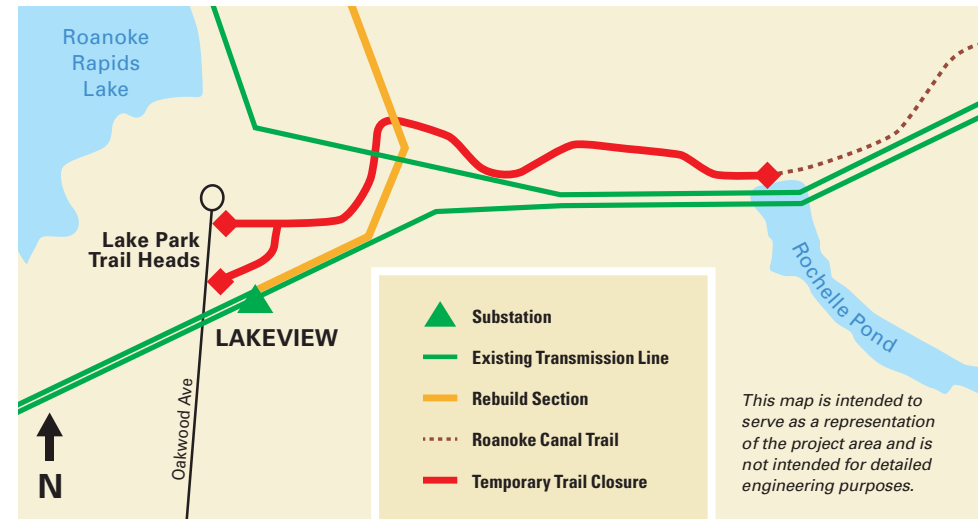 Roanoke
Rapids
Lake
Lake Park
Trail Heads
LAKEVIEW
Oakwood Ave
N
Rochelle Pond
Substation
Existing Transmission Line
Rebuild Section
Roanoke Canal Trail
Temporary Trail Closure
This map is intended to
serve as a representation
of the project area and is
not intended for detailed
engineering purposes.